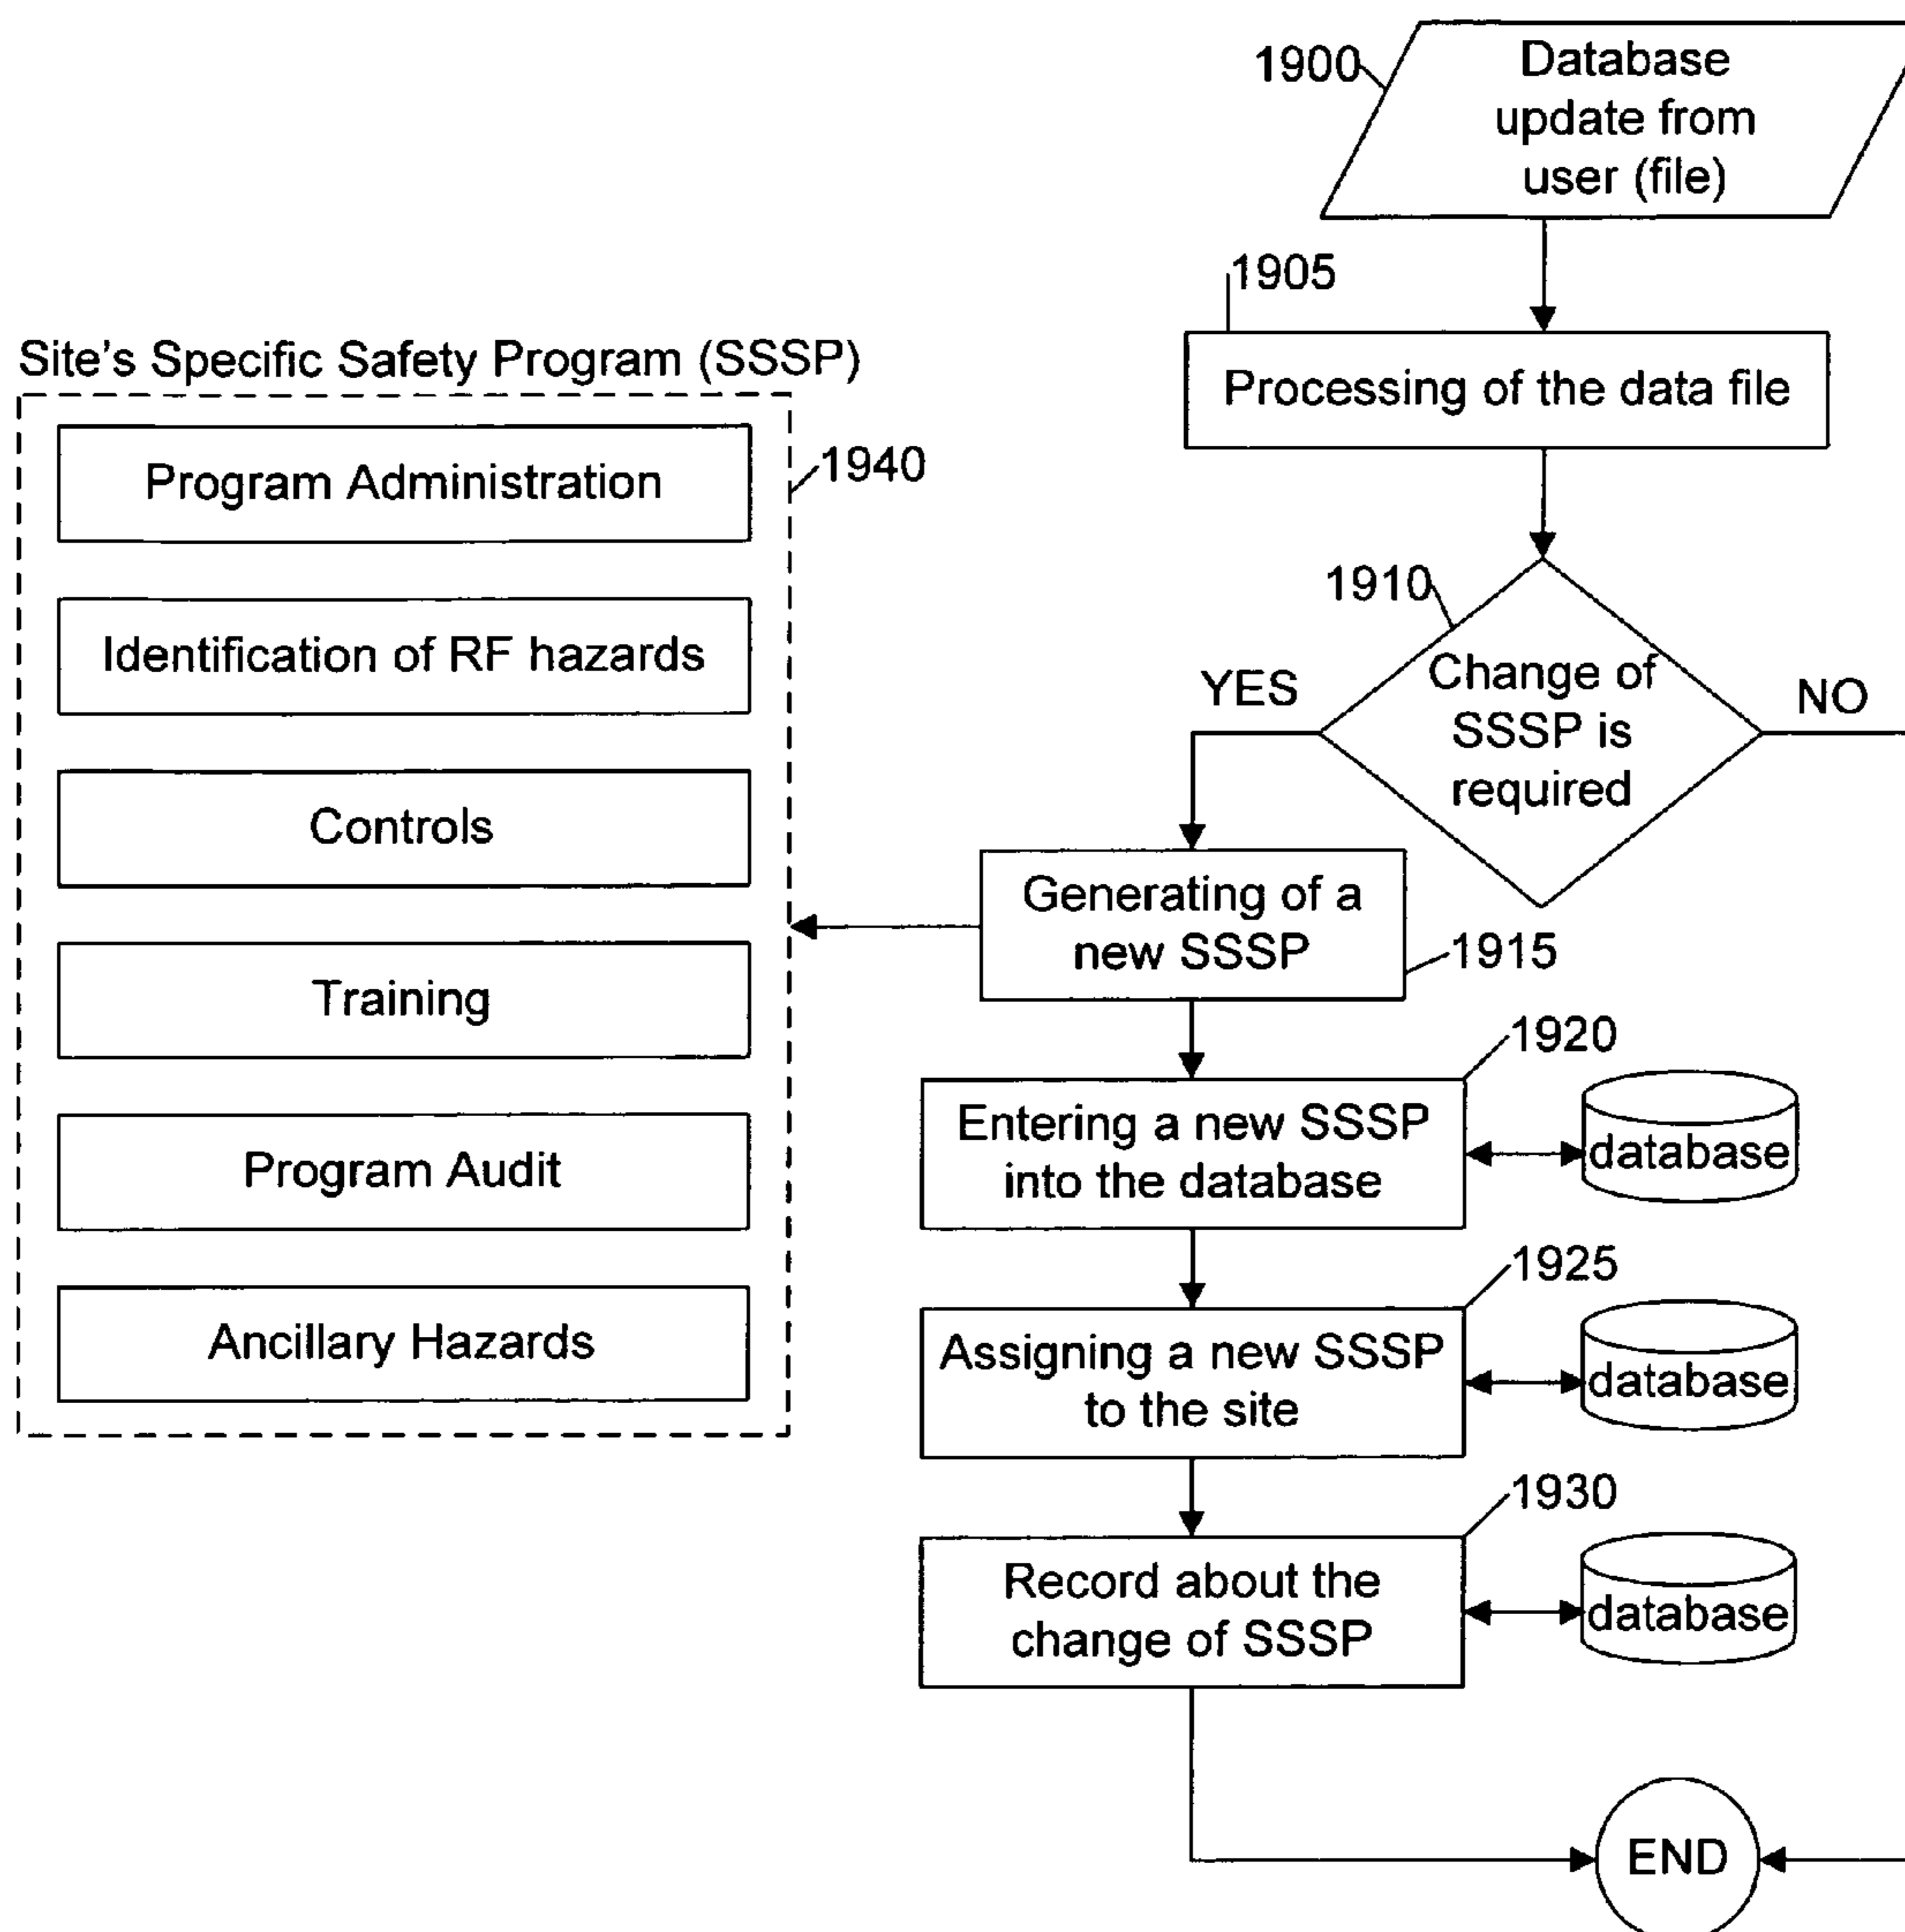 1900
Database
update from
user (file)
1905
Processing of the data file
Site's Specific Safety Program (SSSP)
1940
Program Administration
Identification of RF hazards
Controls
Training
Program Audit
Ancillary Hazards
1910
Change of
SSSP is
required
YES
NO
Generating of a
new SSSP
1915
1920
Entering a new SSSP
into the database
database
1925
Assigning a new SSSP
to the site
database
1930
Record about the
change of SSSP
database
END